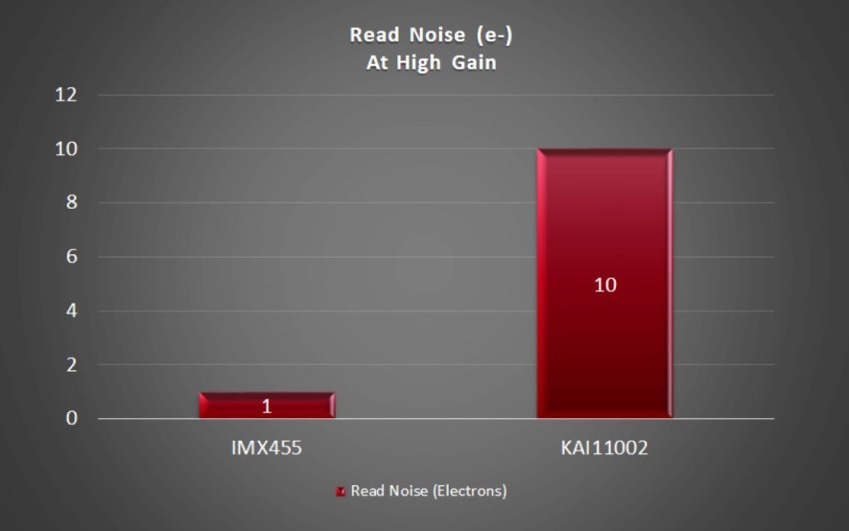 Read Noise (e-)
At High Gain
12
10
8
6
4
2
0
10
1
IMX455 KAI11002
Read Noise (Electrons)